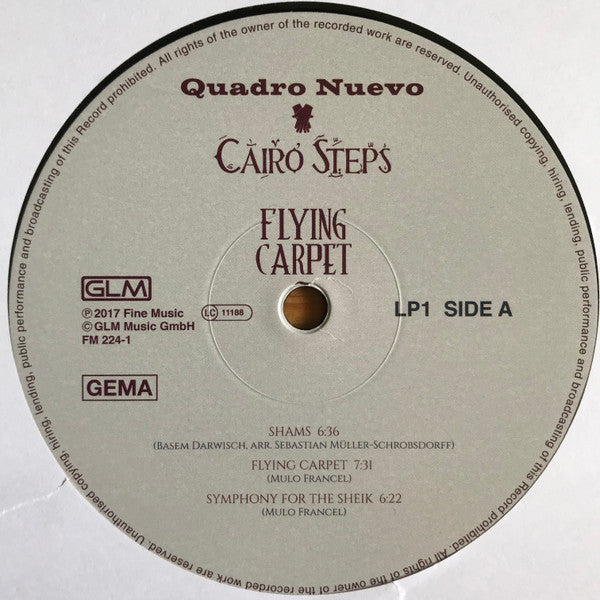 Quadro Nuevo
CAIRO STEPS
FLYING
CARPET
GLM
℗ 2017 Fine Music
© GLM Music GmbH
FM 224-1
LC 11188
LP1 SIDE A
GEMA
SHAMS 6:36
(BASEM DARWISCH, ARR. SEBASTIAN MÜLLER-SCHROBSDORFF)
FLYING CARPET 7:31
(MULO FRANCEL)
SYMPHONY FOR THE SHEIK 6:22
(MULO FRANCEL)
All rights of the owner of the recorded work are reserved. Unauthorised copying, hiring, lending, public performance and broadcasting of this Record prohibited. All rights of the owner of the recorded work are reserved. Unauthorised copying, hiring, lending, public performance and broadcasting of this Record prohibited.